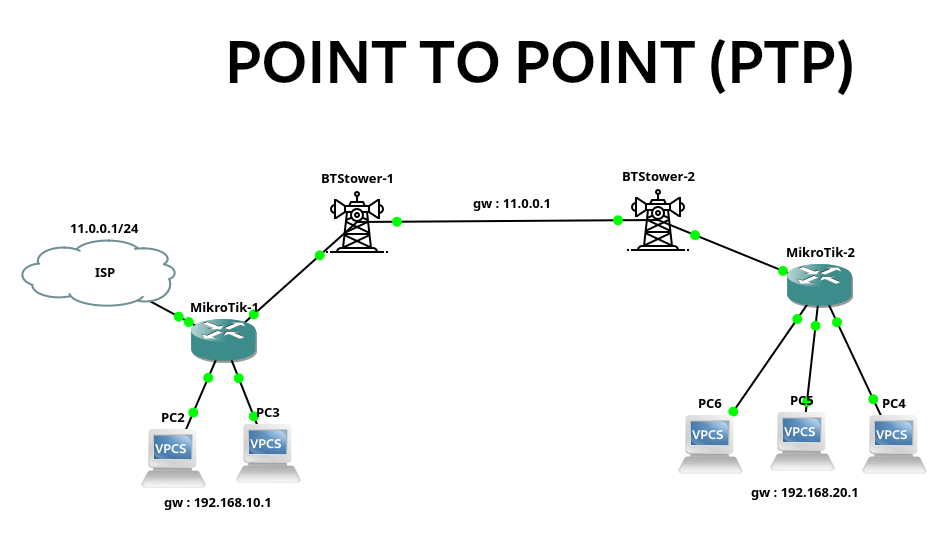 POINT TO POINT (PTP)
BTStower-1
BTStower-2
gw : 11.0.0.1
11.0.0.1/24
ISP
MikroTik-1
MikroTik-2
PC2
PC3
PC6
PC5
PC4
VPCS
VPCS
VPCS
VPCS
VPCS
gw : 192.168.10.1
gw : 192.168.20.1